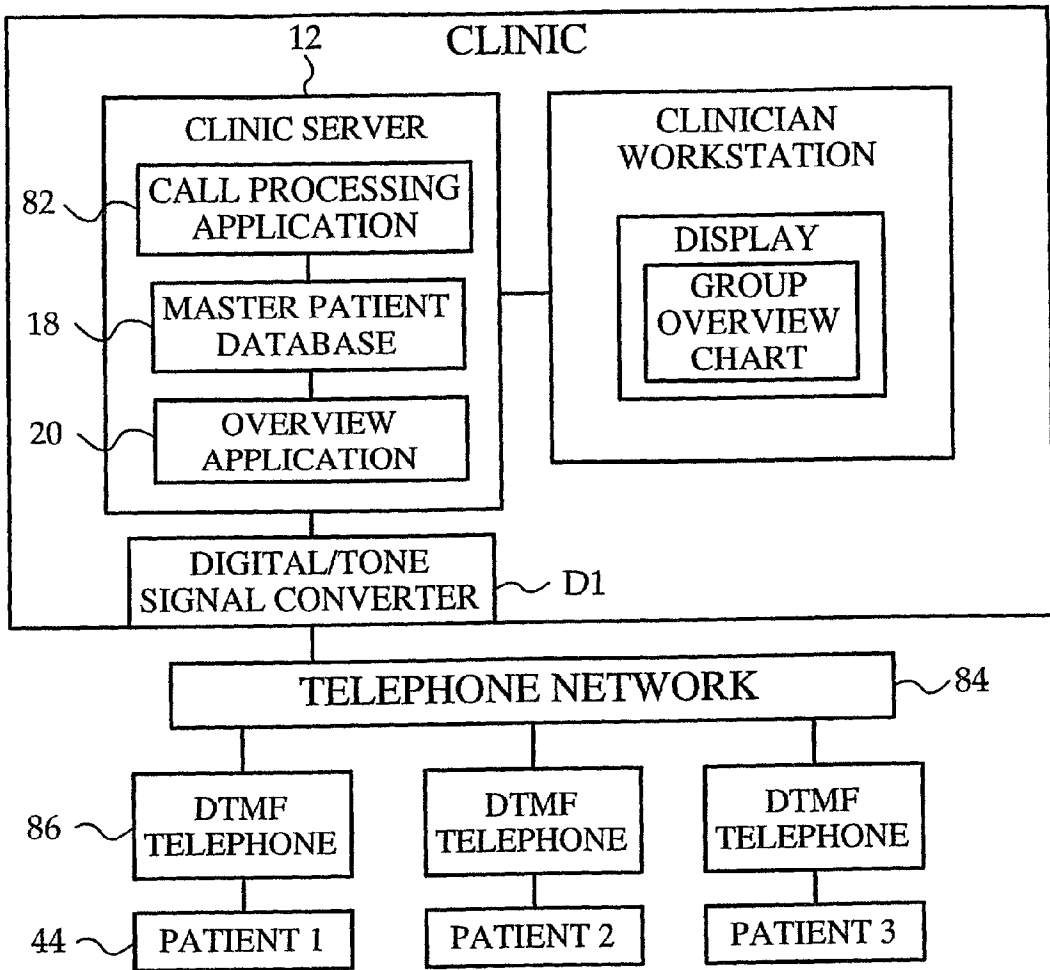 CLINIC
12
CLINIC SERVER
82
CALL PROCESSING
APPLICATION
18
MASTER PATIENT
DATABASE
20
OVERVIEW
APPLICATION
CLINICIAN
WORKSTATION
DISPLAY
GROUP
OVERVIEW
CHART
DIGITAL/TONE
SIGNAL CONVERTER
D1
TELEPHONE NETWORK
84
86
DTMF
TELEPHONE
DTMF
TELEPHONE
DTMF
TELEPHONE
44
PATIENT 1
PATIENT 2
PATIENT 3